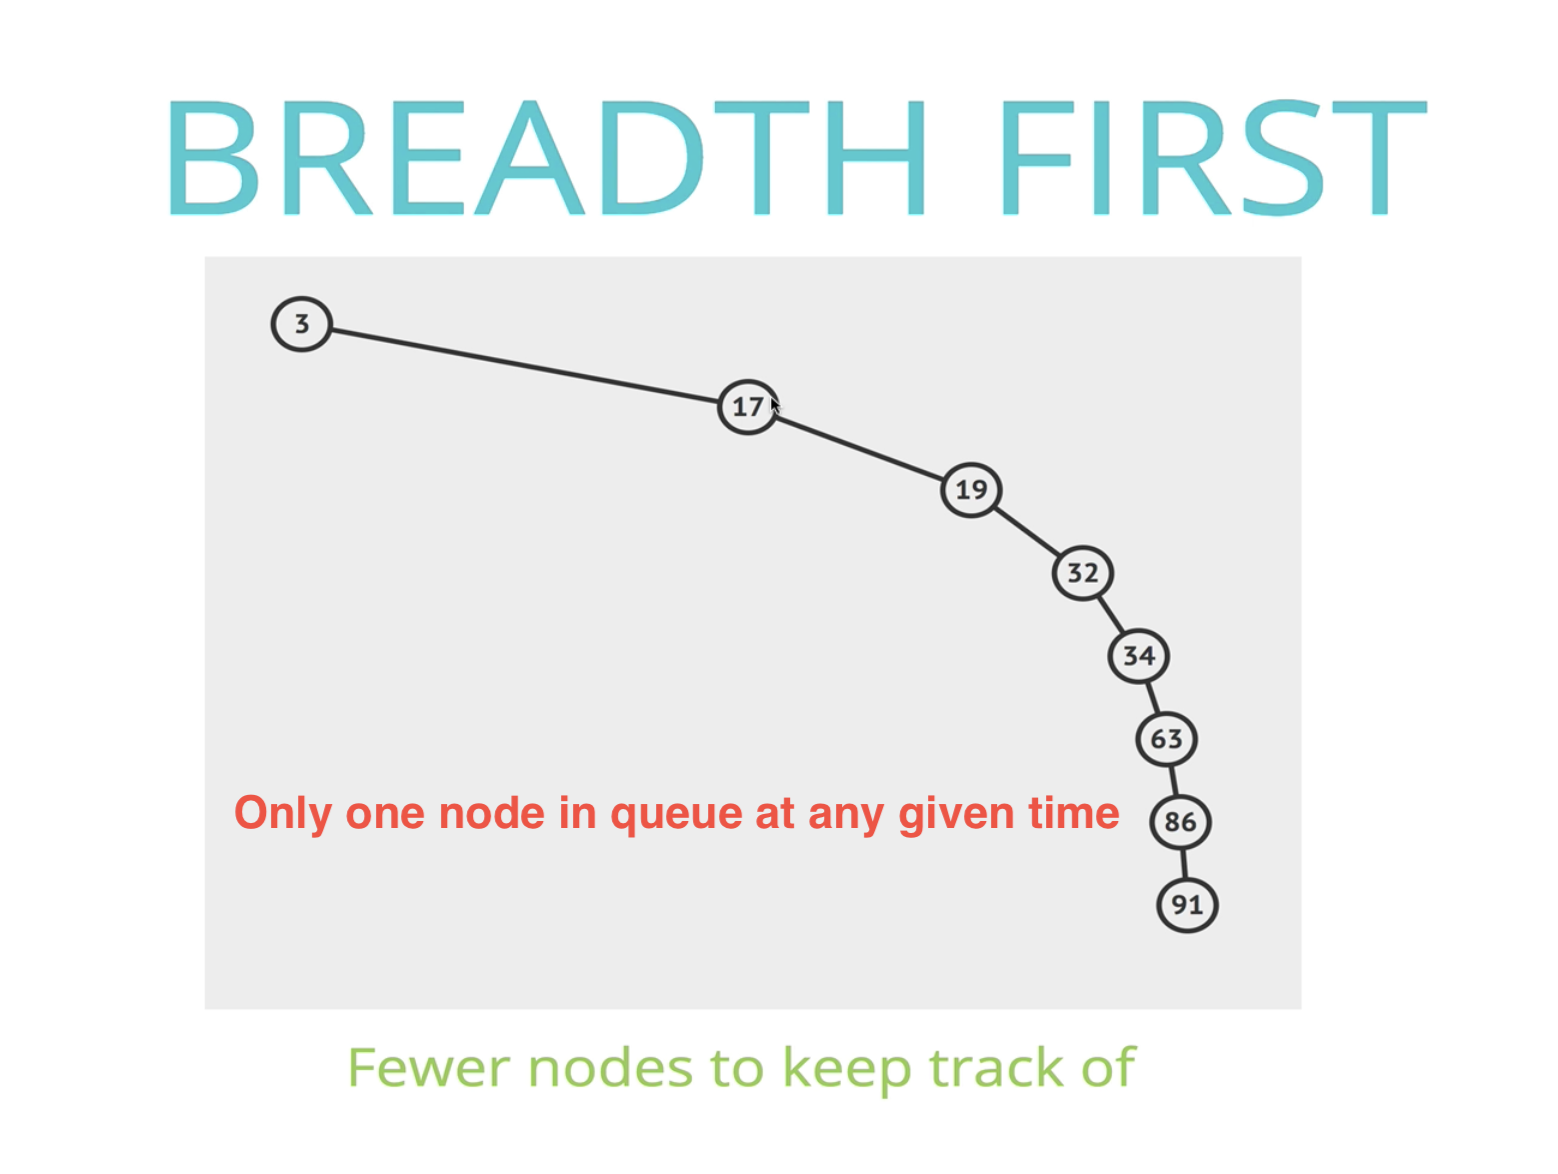 BREADTH FIRST
3
17
19
32
34
63
Only one node in queue at any given time
86
91
Fewer nodes to keep track of